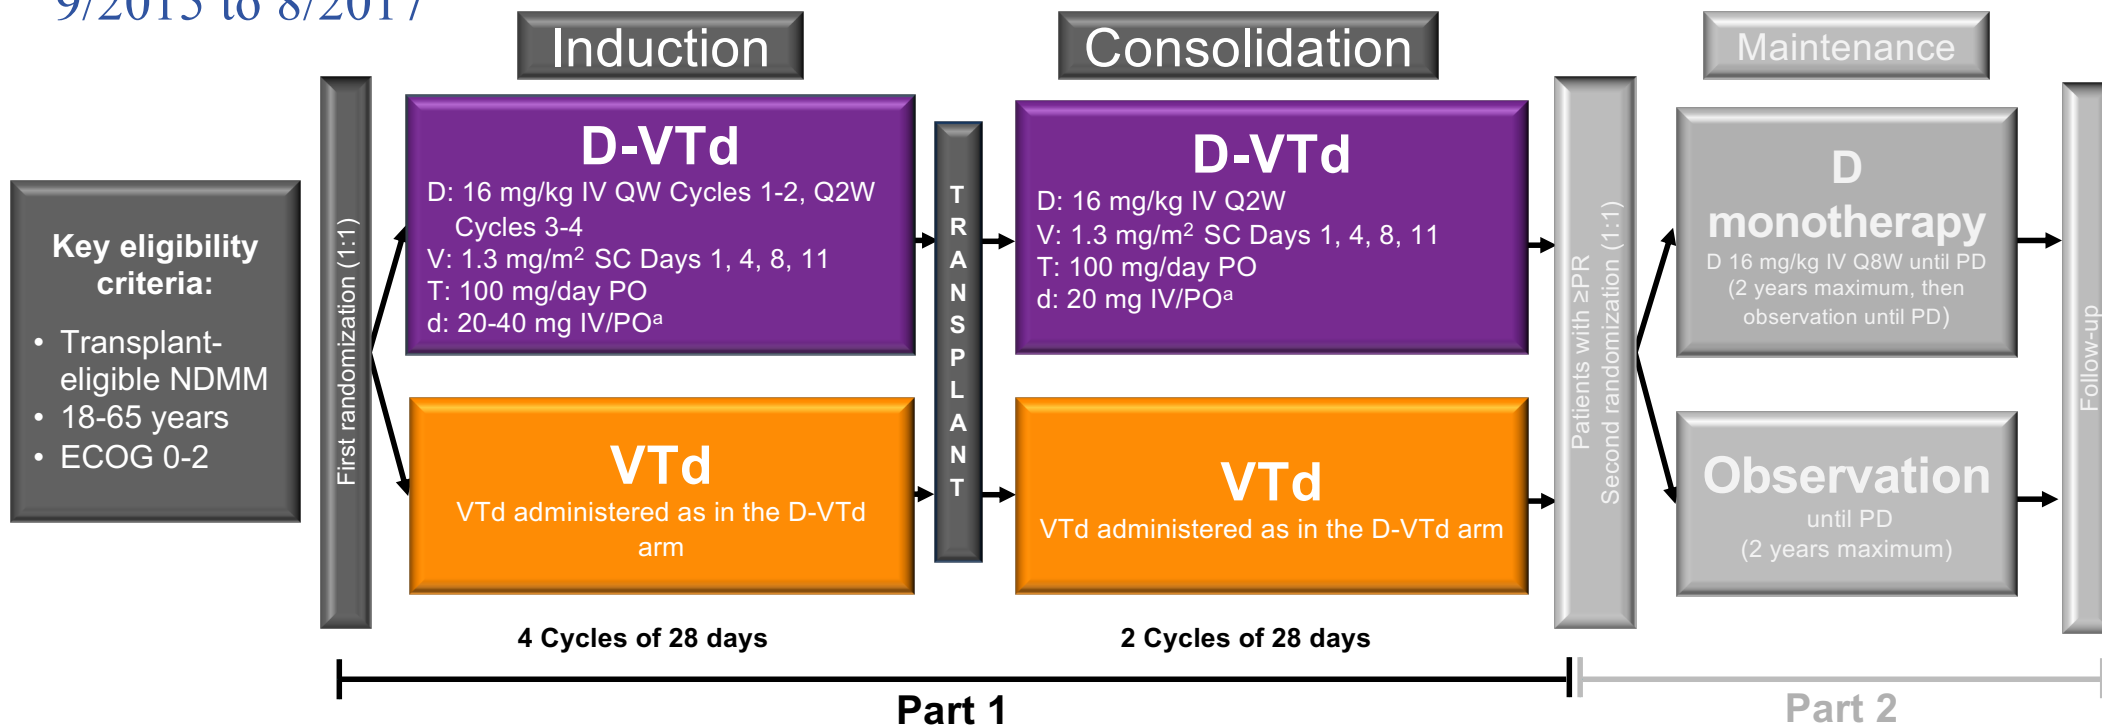 9/2015 to 8/2017
Induction
Consolidation
Maintenance
Key eligibility
criteria:
• Transplant-
eligible NDMM
• 18-65 years
• ECOG 0-2
First randomization (1:1)
D-VTd
D: 16 mg/kg IV QW Cycles 1-2, Q2W
Cycles 3-4
V: 1.3 mg/m² SC Days 1, 4, 8, 11
T: 100 mg/day PO
d: 20-40 mg IV/POᵃ
VTd
VTd administered as in the D-VTd
arm
4 Cycles of 28 days
TRANSPLANT
D-VTd
D: 16 mg/kg IV Q2W
V: 1.3 mg/m² SC Days 1, 4, 8, 11
T: 100 mg/day PO
d: 20 mg IV/POᵃ
VTd
VTd administered as in the D-VTd arm
2 Cycles of 28 days
Patients with ≥PR
Second randomization (1:1)
D
monotherapy
D 16 mg/kg IV Q8W until PD
(2 years maximum, then
observation until PD)
Observation
until PD
(2 years maximum)
Follow-up
Part 1
Part 2